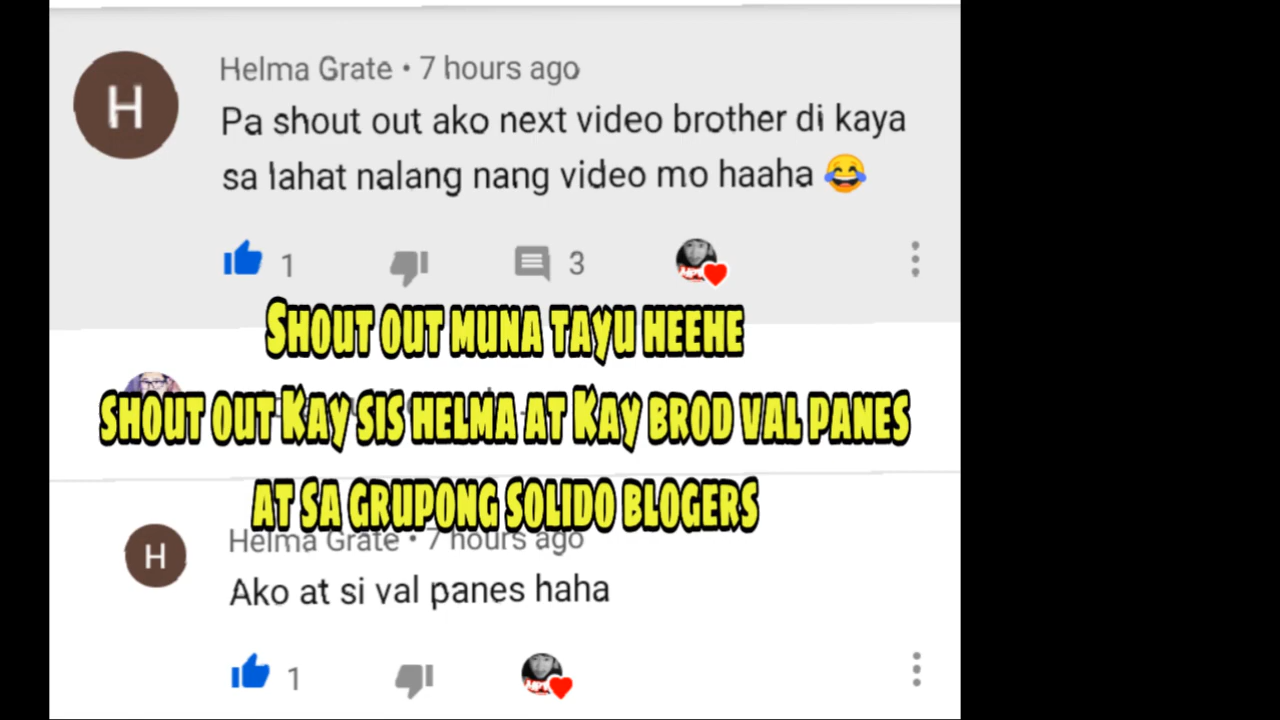 H
Helma Grate • 7 hours ago
Pa shout out ako next video brother di kaya
sa lahat nalang nang video mo haaha 😂
1
3
Shout out muna tayu heehe
shout out Kay sis helma at Kay brod val panes
at sa grupong solido blogers
H
Helma Grate • 7 hours ago
Ako at si val panes haha
1